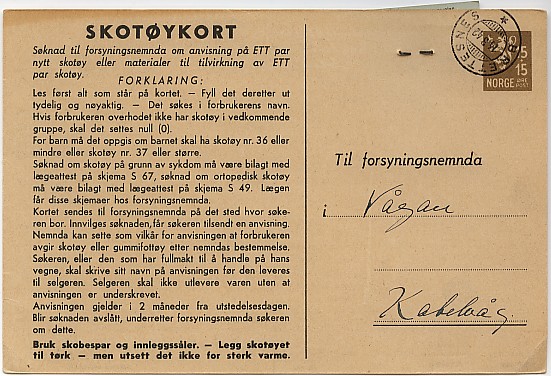 SKOTØYKORT
Søknad til forsyningsnemnda om anvisning på ETT par
nytt skotøy eller materialer til tilvirkning av ETT
par skotøy.
FORKLARING:
Les først alt som står på kortet. — Fyll det deretter ut
tydelig og nøyaktig. — Det søkes i forbrukerens navn.
Hvis forbrukeren overhodet ikke har skotøy i vedkommende
gruppe, skal det settes null (0).
For barn må det oppgis om barnet skal ha skotøy nr. 36 eller
mindre eller skotøy nr. 37 eller større.
Søknad om skotøy på grunn av sykdom må være bilagt med
lægeattest på skjema S 67, søknad om ortopedisk skotøy
må være bilagt med lægeattest på skjema S 49. Lægen
får disse skjemaer hos forsyningsnemnda.
Kortet sendes til forsyningsnemnda på det sted hvor søke-
ren bor. Innvilges søknaden, får søkeren tilsendt en anvisning.
Nemnda kan sette som vilkår for anvisningen at forbrukeren
avgir skotøy eller gummifottøy etter nemndas bestemmelse.
Søkeren, eller den som har fullmakt til å handle på hans
vegne, skal skrive sitt navn på anvisningen før den leveres
til selgeren. Selgeren skal ikke utlevere varen uten at
anvisningen er underskrevet.
Anvisningen gjelder i 2 måneder fra utstedelsesdagen.
Blir søknaden avslått, underretter forsyningsnemnda søkeren
om dette.
Bruk skobespar og innleggssåler. — Legg skotøyet
til tørk — men utsett det ikke for sterk varme.
15
NORGE ØRE POST
Til forsyningsnemnda
i Vågan
Kabelvåg.